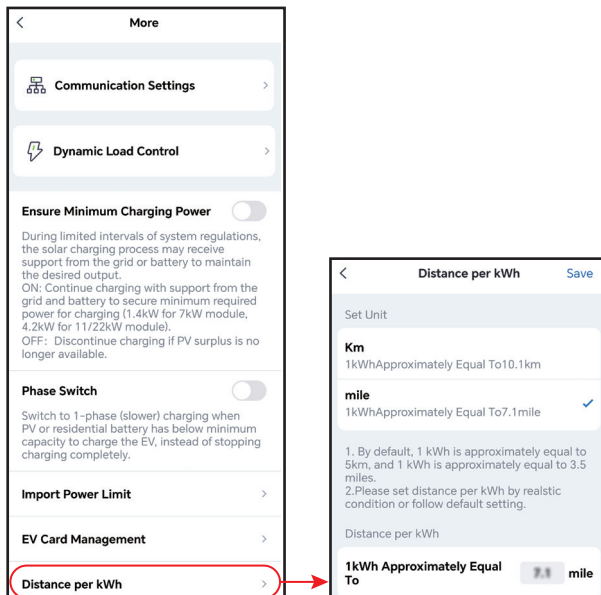 More
Communication Settings
Dynamic Load Control
Ensure Minimum Charging Power
During limited intervals of system regulations,
the solar charging process may receive
support from the grid or battery to maintain
the desired output.
ON: Continue charging with support from the
grid and battery to secure minimum required
power for charging (1.4kW for 7kW module,
4.2kW for 11/22kW module).
OFF: Discontinue charging if PV surplus is no
longer available.
Phase Switch
Switch to 1-phase (slower) charging when
PV or residential battery has below minimum
capacity to charge the EV, instead of stopping
charging completely.
Import Power Limit
EV Card Management
Distance per kWh
Distance per kWh Save
Set Unit
Km
1kWhApproximately Equal To10.1km
mile
1kWhApproximately Equal To7.1mile
1. By default, 1 kWh is approximately equal to
5km, and 1 kWh is approximately equal to 3.5
miles.
2.Please set distance per kWh by realstic
condition or follow default setting.
Distance per kWh
1kWh Approximately Equal
To 7.1 mile